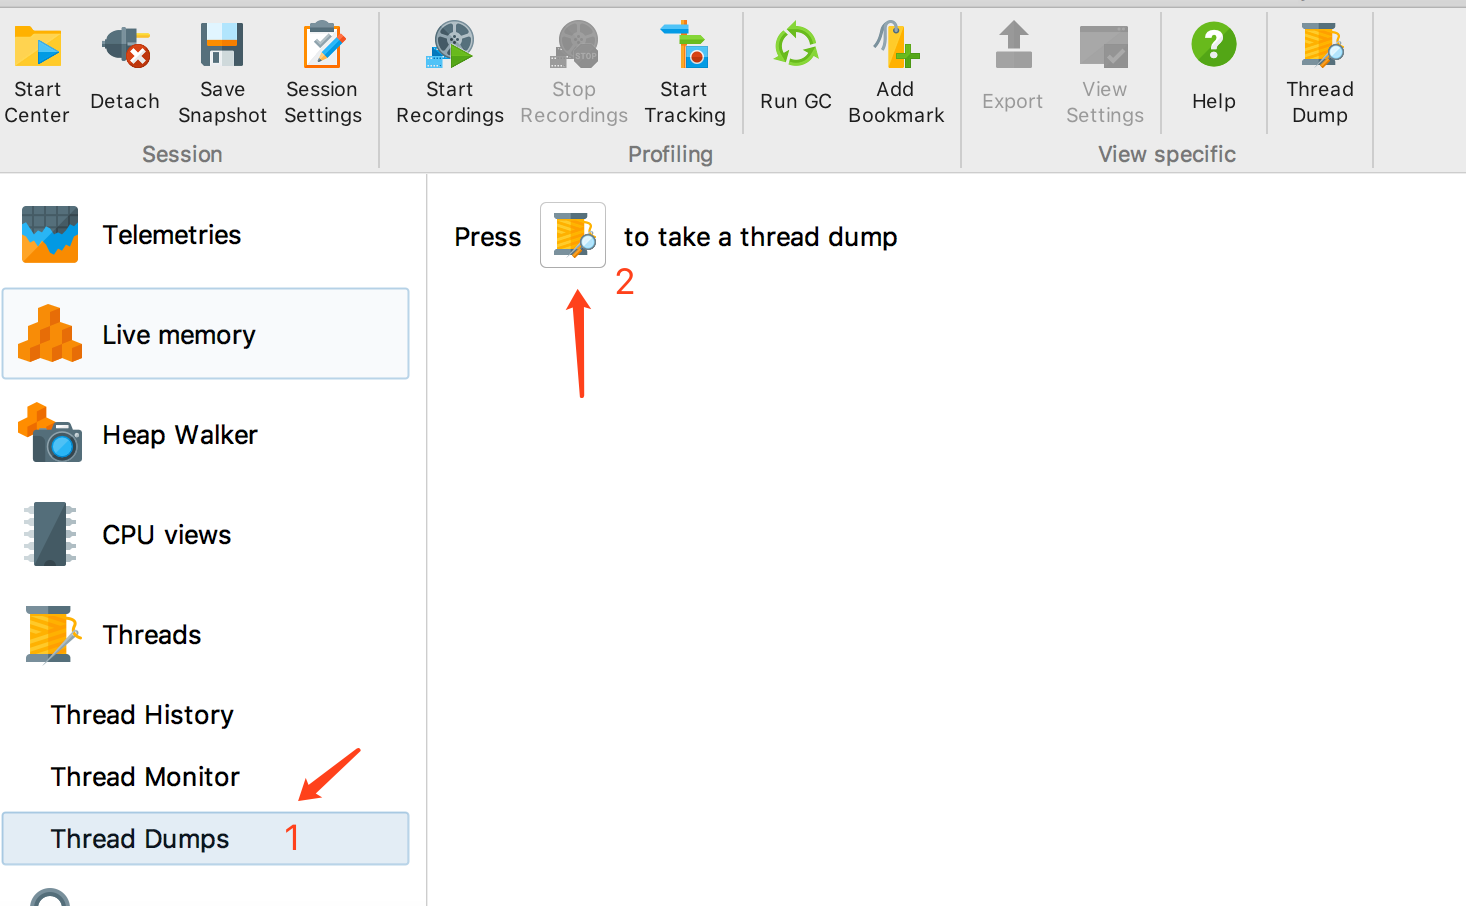 Start Center
Detach
Save Snapshot
Session Settings
Start Recordings
STOP
Stop Recordings
Start Tracking
Run GC
Add Bookmark
Export
View Settings
?
Help
Thread Dump
Session
Profiling
View specific
Telemetries
Press to take a thread dump
2
Live memory
Heap Walker
CPU views
Threads
Thread History
Thread Monitor
Thread Dumps 1